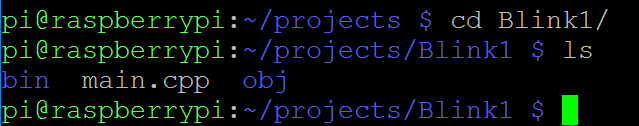 pi@raspberrypi:~/projects $ cd Blink1/
pi@raspberrypi:~/projects/Blink1 $ ls
bin  main.cpp  obj
pi@raspberrypi:~/projects/Blink1 $